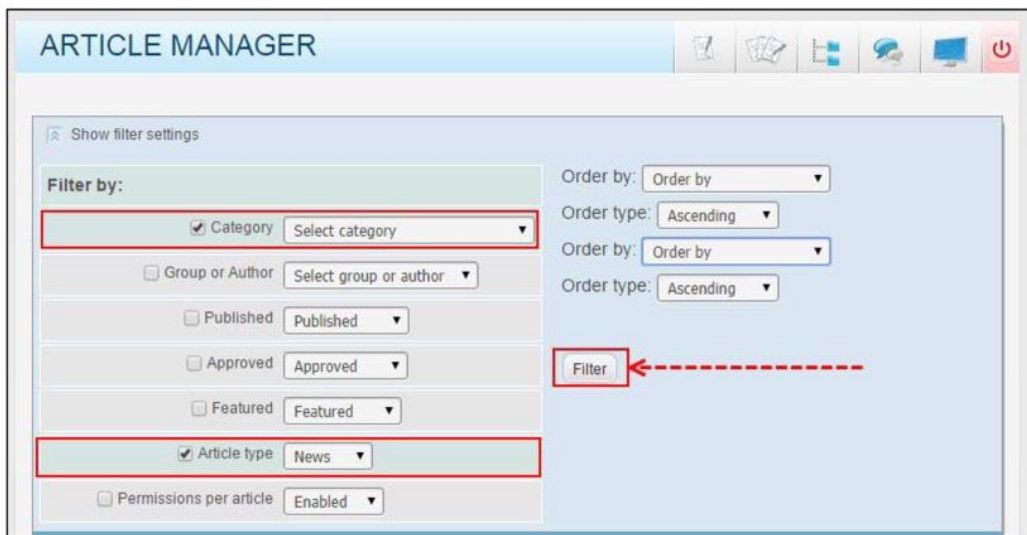 ARTICLE MANAGER
Show filter settings
Filter by:
Category Select category
Group or Author Select group or author
Published Published
Approved Approved
Featured Featured
Article type News
Permissions per article Enabled
Order by: Order by
Order type: Ascending
Order by: Order by
Order type: Ascending
Filter